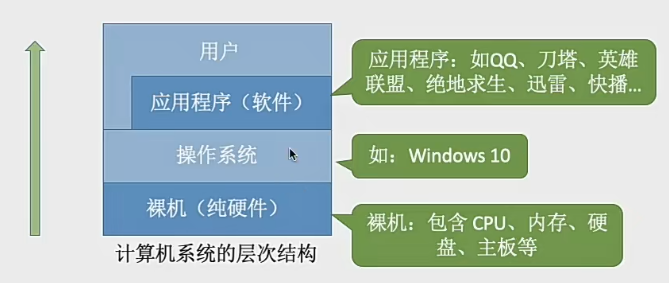 用户
应用程序（软件）
操作系统
裸机（纯硬件）
计算机系统的层次结构
应用程序：如QQ、刀塔、英雄
联盟、绝地求生、迅雷、快播...
如：Windows 10
裸机：包含 CPU、内存、硬
盘、主板等